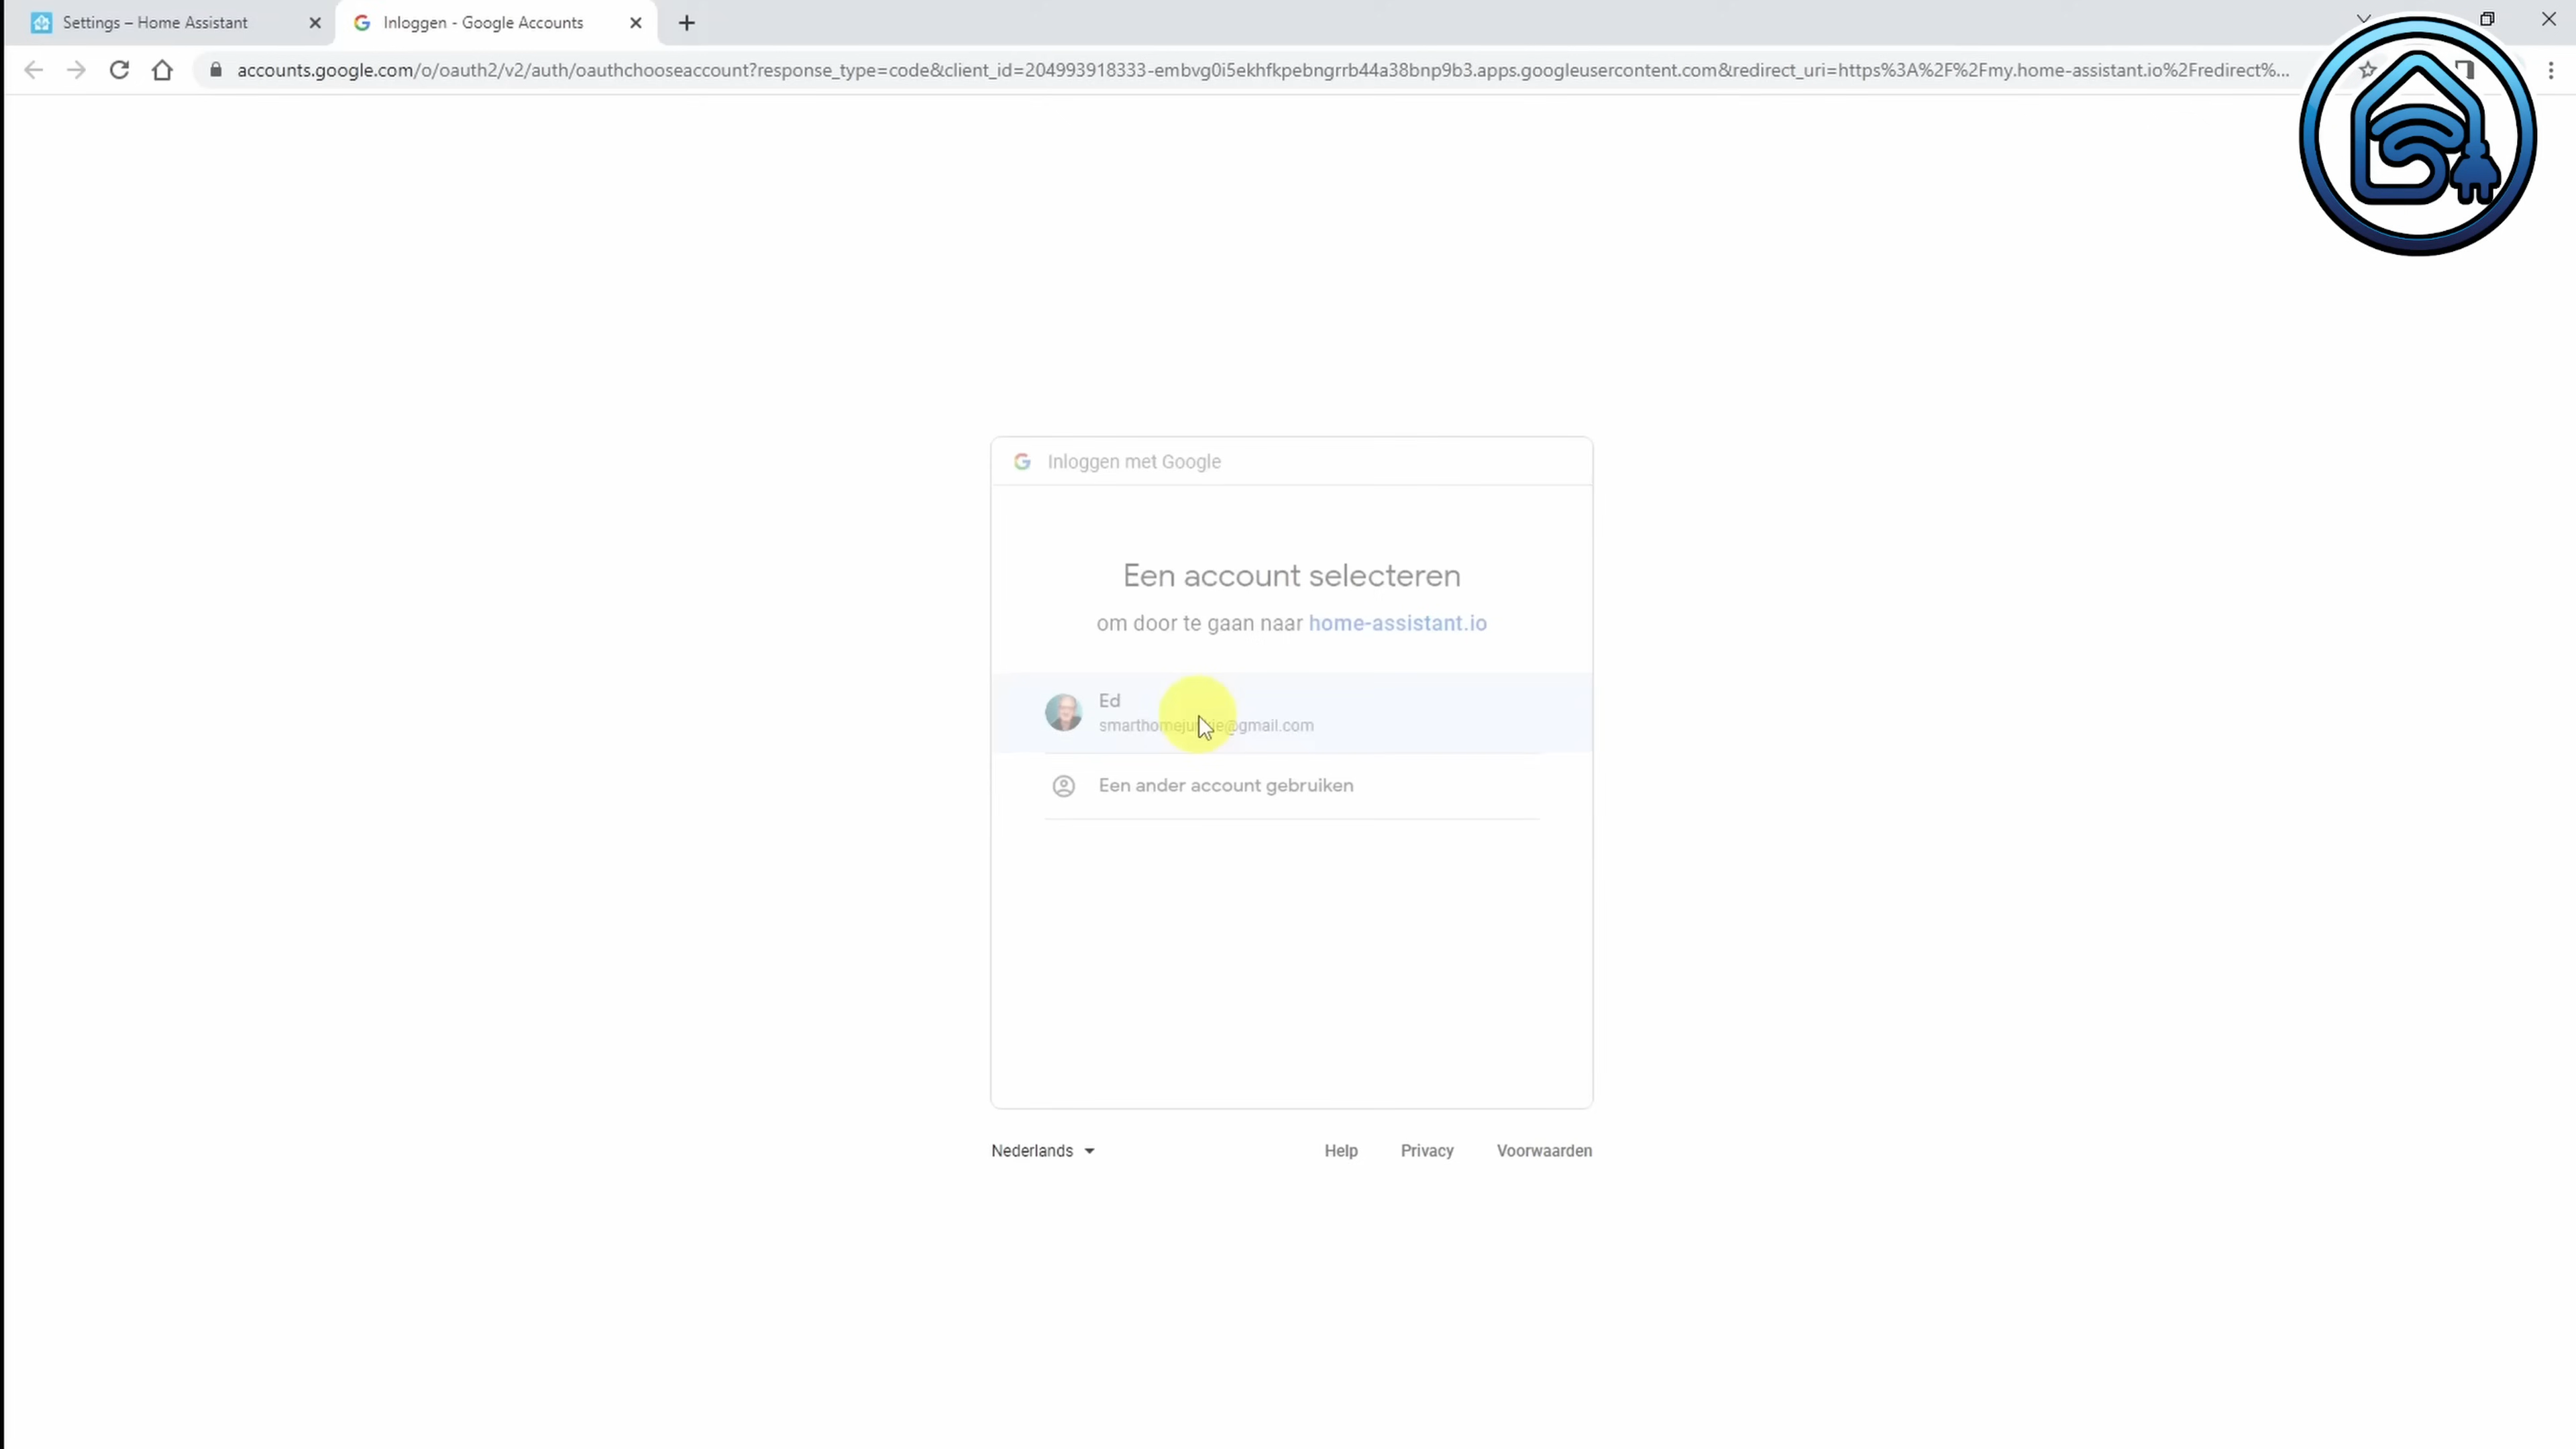 Settings – Home Assistant
Inloggen - Google Accounts
accounts.google.com/o/oauth2/v2/auth/oauthchooseaccount?response_type=code&client_id=204993918333-embvg0i5ekhfkpebngrrb44a38bnp9b3.apps.googleusercontent.com&redirect_uri=https%3A%2F%2Fmy.home-assistant.io%2Fredirect%...
Inloggen met Google
Een account selecteren
om door te gaan naar home-assistant.io
Ed
smarthomejunkie@gmail.com
Een ander account gebruiken
Nederlands
Help Privacy Voorwaarden